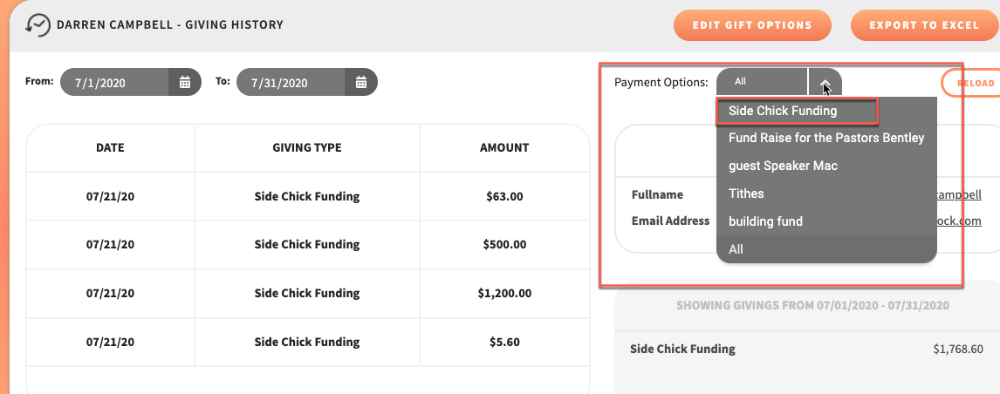 DARREN CAMPBELL - GIVING HISTORY
EDIT GIFT OPTIONS
EXPORT TO EXCEL
From: 7/1/2020 To: 7/31/2020
Payment Options: All
RELOAD
Side Chick Funding
Fund Raise for the Pastors Bentley
guest Speaker Mac
Tithes
building fund
All
DATE GIVING TYPE AMOUNT
07/21/20 Side Chick Funding $63.00
07/21/20 Side Chick Funding $500.00
07/21/20 Side Chick Funding $1,200.00
07/21/20 Side Chick Funding $5.60
Fullname campbell
Email Address ock.com
SHOWING GIVINGS FROM 07/01/2020 - 07/31/2020
Side Chick Funding $1,768.60